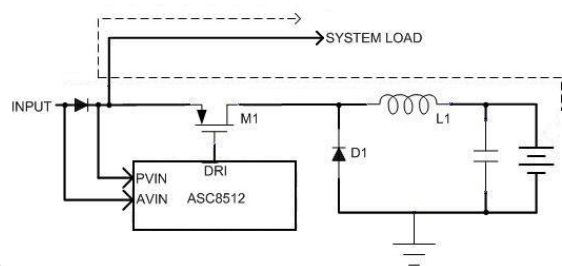 SYSTEM LOAD
INPUT
M1
L1
D1
DRI
PVIN
AVIN
ASC8512